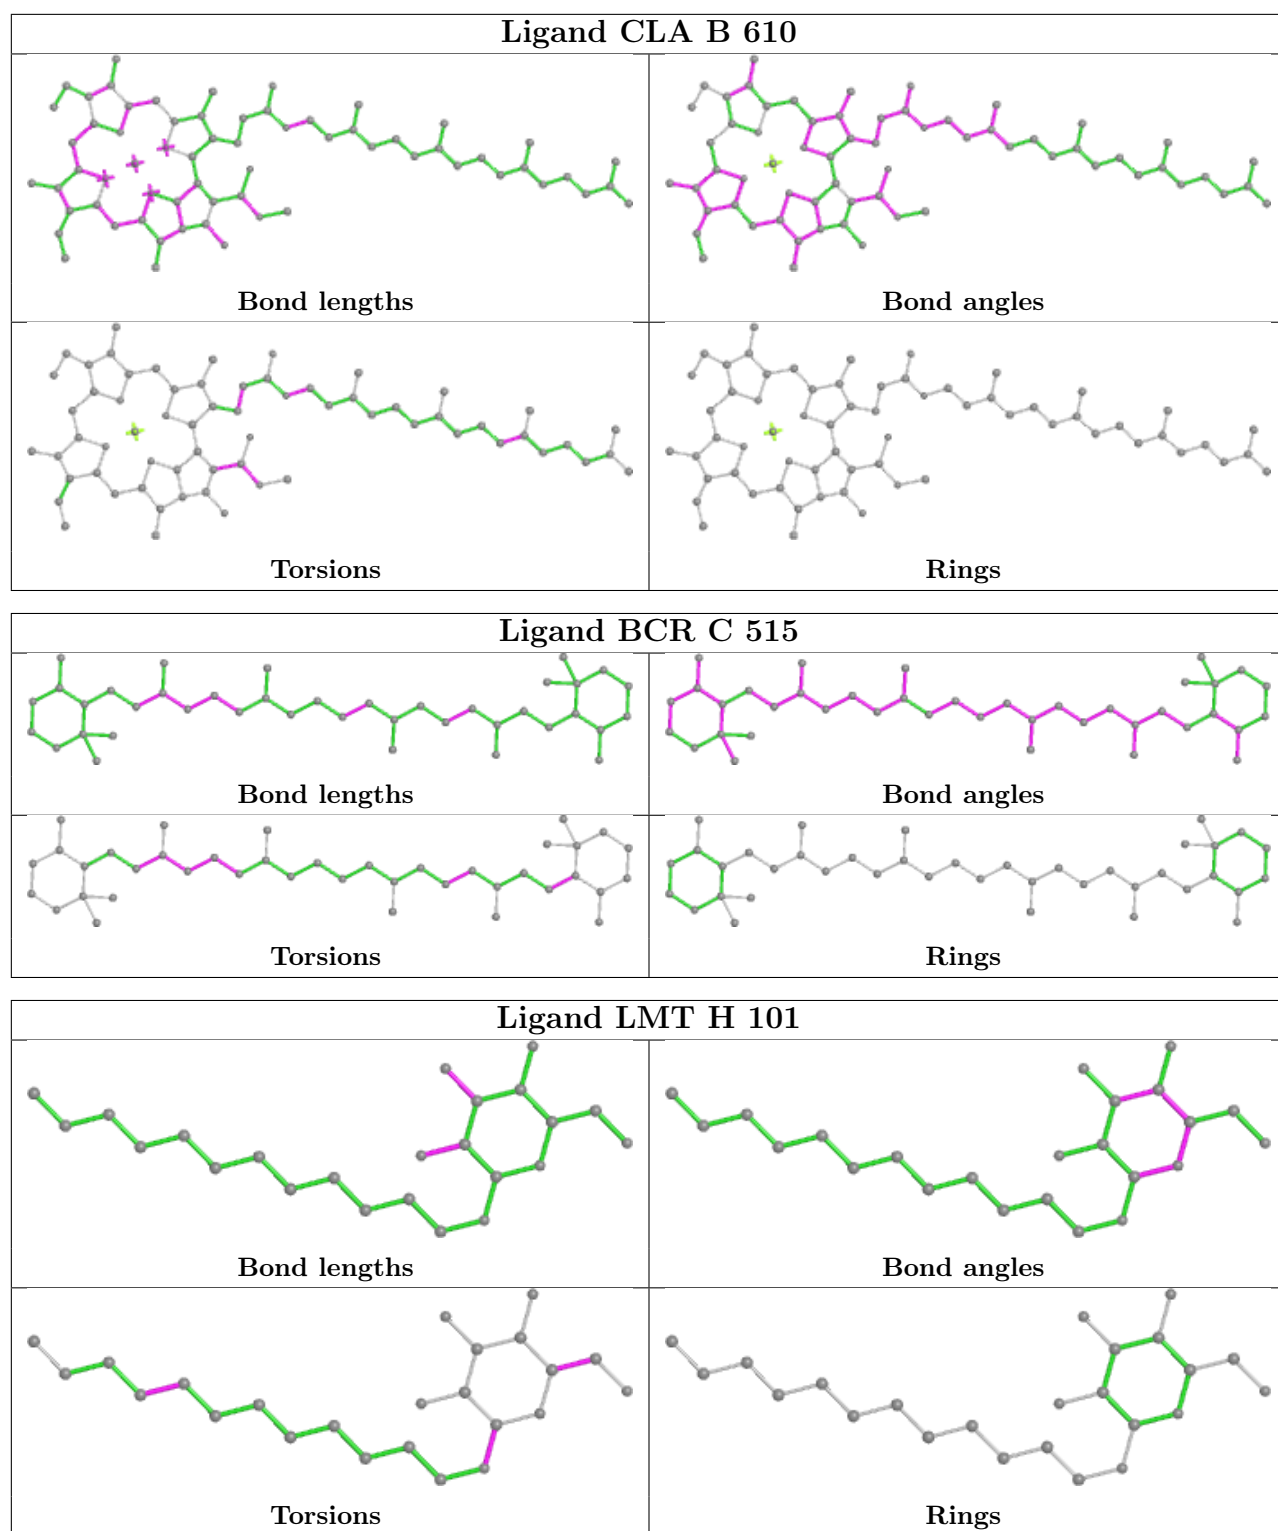 Ligand CLA B 610
Bond lengths
Bond angles
Torsions
Rings
Ligand BCR C 515
Bond lengths
Bond angles
Torsions
Rings
Ligand LMT H 101
Bond lengths
Bond angles
Torsions
Rings